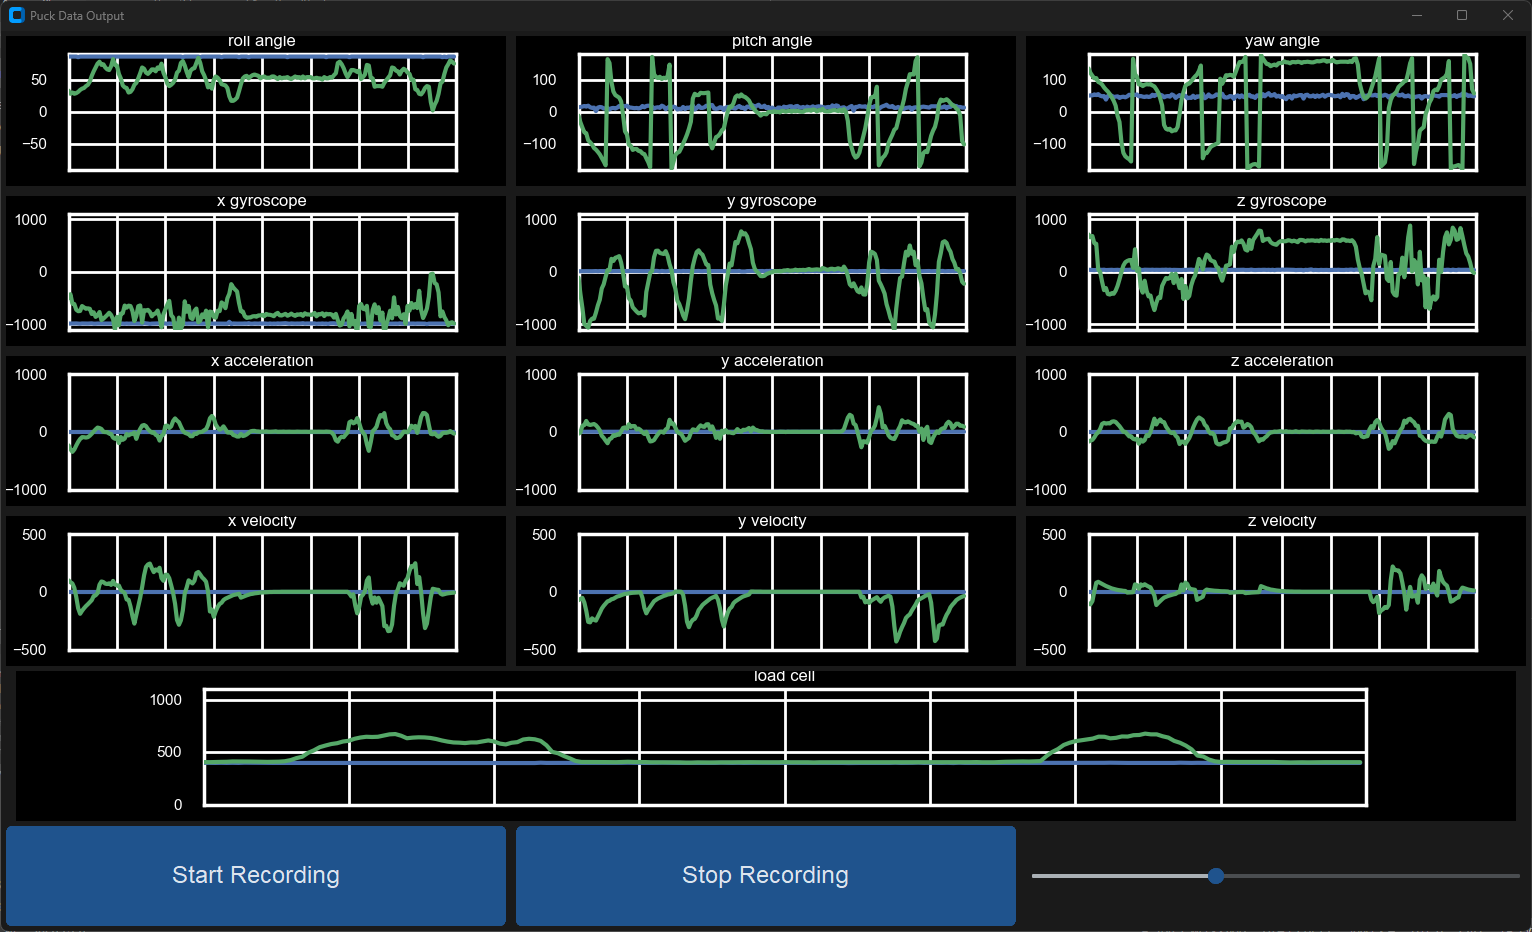 Puck Data Output
roll angle
50
0
−50
pitch angle
100
0
−100
yaw angle
100
0
−100
x gyroscope
1000
0
−1000
y gyroscope
1000
0
−1000
z gyroscope
1000
0
−1000
x acceleration
1000
0
−1000
y acceleration
1000
0
−1000
z acceleration
1000
0
−1000
x velocity
500
0
−500
y velocity
500
0
−500
z velocity
500
0
−500
load cell
1000
500
0
Start Recording
Stop Recording